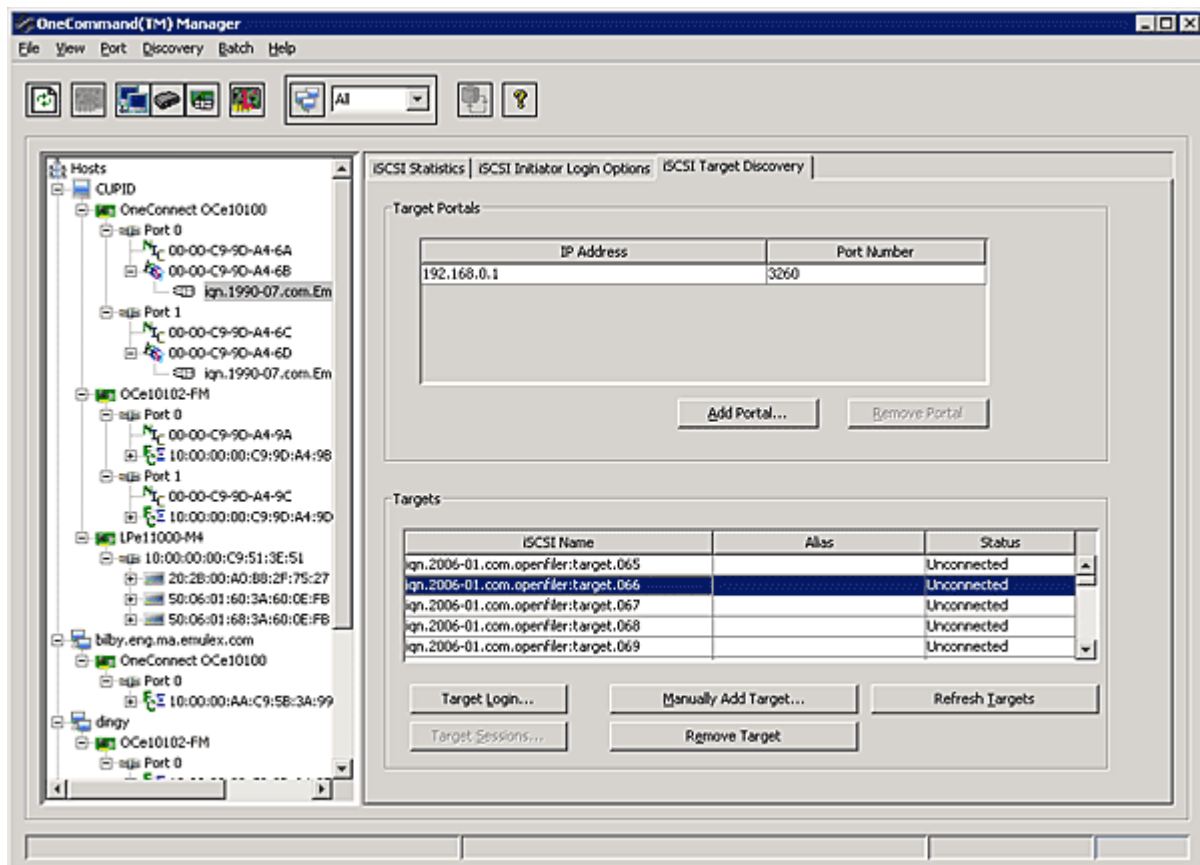 OneCommand(TM) Manager
File View Port Discovery Batch Help
All
Hosts
CUPID
OneConnect OCe10100
Port 0
00-00-C9-9D-A4-6A
00-00-C9-9D-A4-6B
iqn.1990-07.com.Em
Port 1
00-00-C9-9D-A4-6C
00-00-C9-9D-A4-6D
iqn.1990-07.com.Em
OCe10102-FM
Port 0
00-00-C9-9D-A4-9A
10:00:00:00:C9:9D:A4:9B
Port 1
00-00-C9-9D-A4-9C
10:00:00:00:C9:9D:A4:9D
LPe11000-M4
10:00:00:00:C9:51:3E:51
20:2B:00:A0:B8:2F:75:27
50:06:01:60:3A:60:0E:FB
50:06:01:68:3A:60:0E:FB
bilby.eng.ma.emulex.com
OneConnect OCe10100
Port 0
10:00:00:AA:C9:5B:3A:99
dingy
OCe10102-FM
Port 0
iSCSI Statistics iSCSI Initiator Login Options iSCSI Target Discovery
Target Portals
IP Address Port Number
192.168.0.1 3260
Add Portal... Remove Portal
Targets
iSCSI Name Alias Status
iqn.2006-01.com.openfiler:target.065 Unconnected
iqn.2006-01.com.openfiler:target.066 Unconnected
iqn.2006-01.com.openfiler:target.067 Unconnected
iqn.2006-01.com.openfiler:target.068 Unconnected
iqn.2006-01.com.openfiler:target.069 Unconnected
Target Login... Manually Add Target... Refresh Targets
Target Sessions... Remove Target